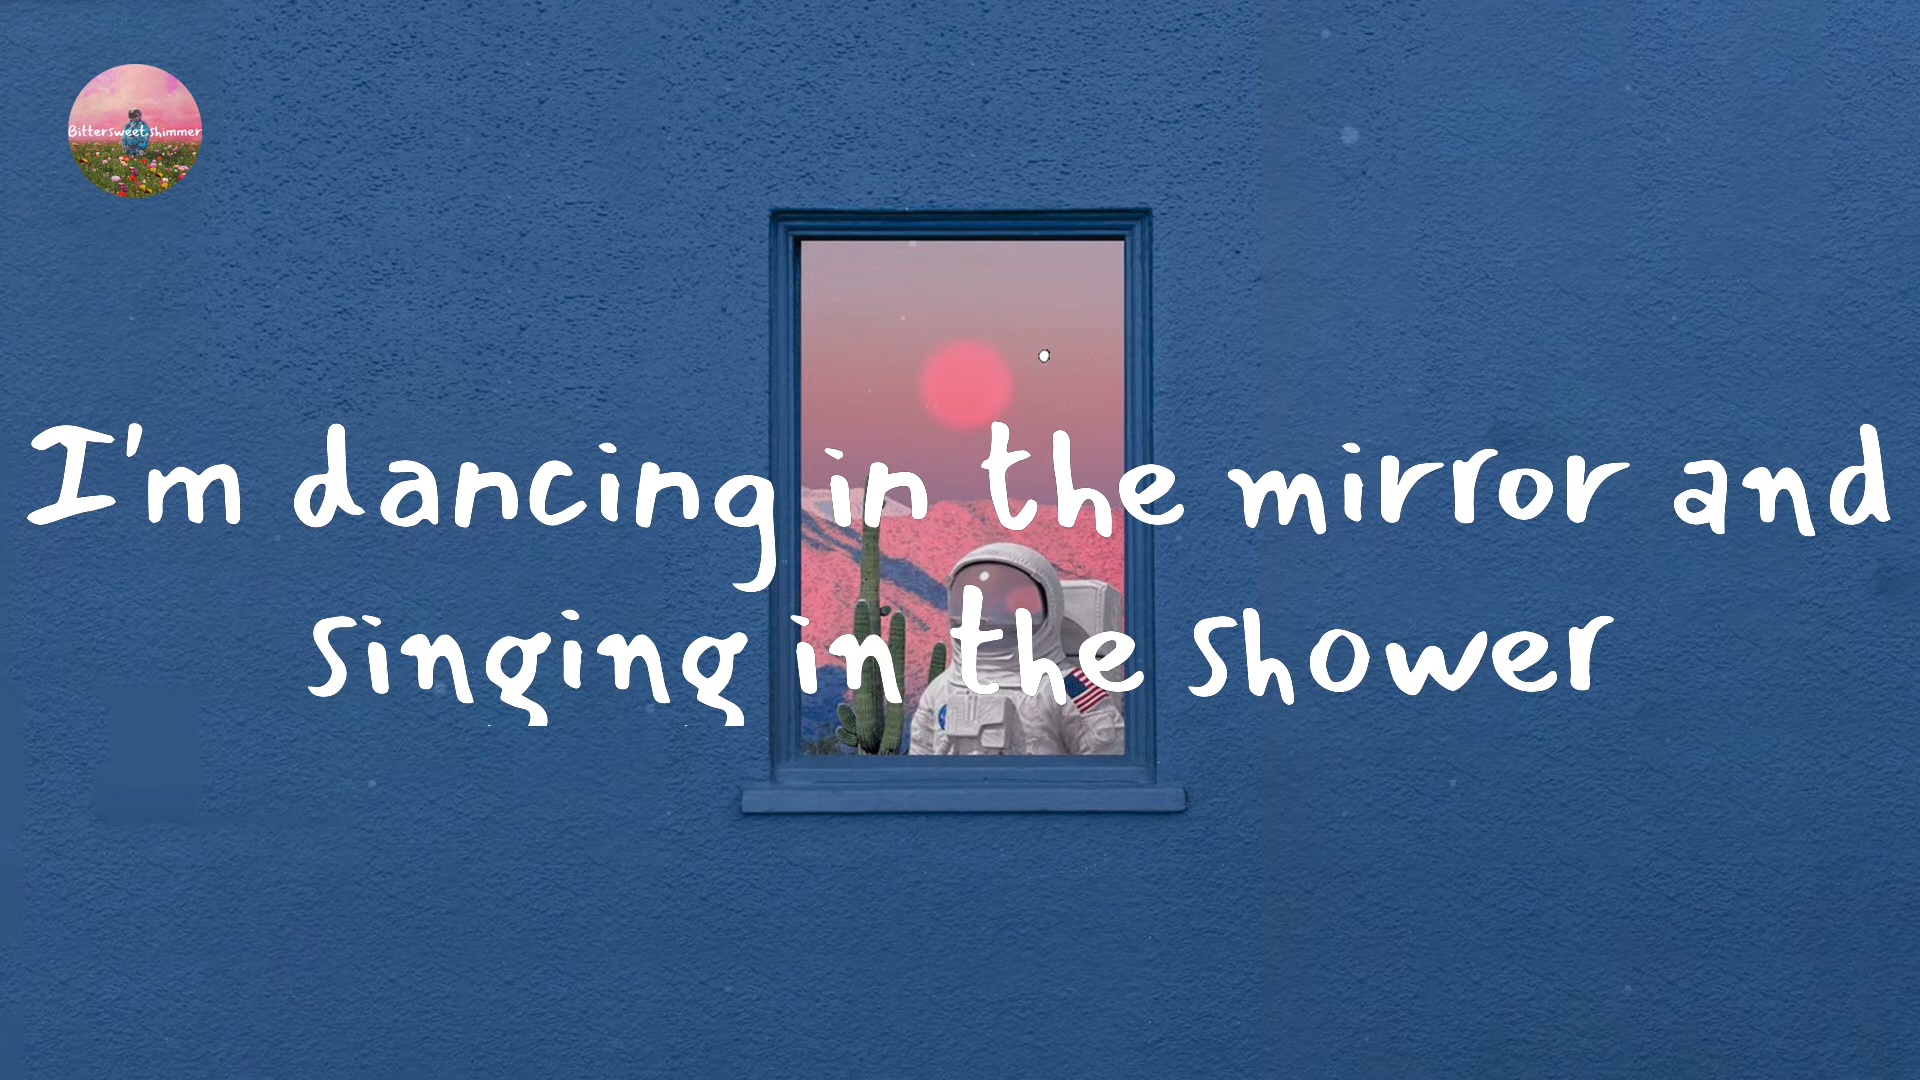 Bittersweet shimmer
I'm dancing in the mirror and
singing in the shower